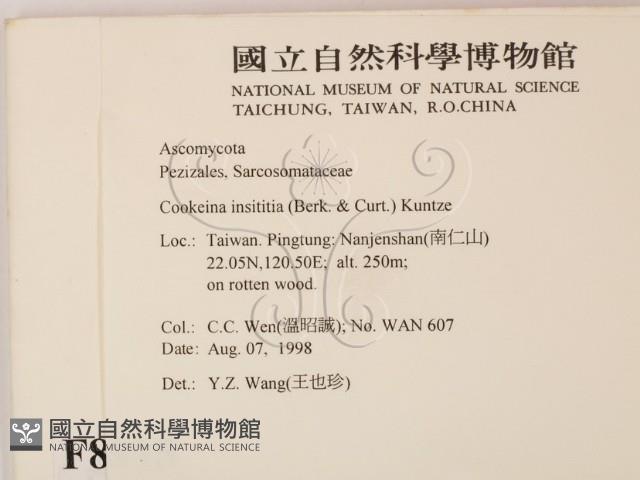 國立自然科學博物館
NATIONAL MUSEUM OF NATURAL SCIENCE
TAICHUNG, TAIWAN, R.O.CHINA
Ascomycota
Pezizales, Sarcosomataceae
Cookeina insititia (Berk. & Curt.) Kuntze
Loc.: Taiwan. Pingtung: Nanjenshan(南仁山)
22.05N,120.50E; alt. 250m;
on rotten wood.
Col.: C.C. Wen(溫昭誠); No. WAN 607
Date: Aug. 07, 1998
Det.: Y.Z. Wang(王也珍)
國立自然科學博物館
NATIONAL MUSEUM OF NATURAL SCIENCE
F8